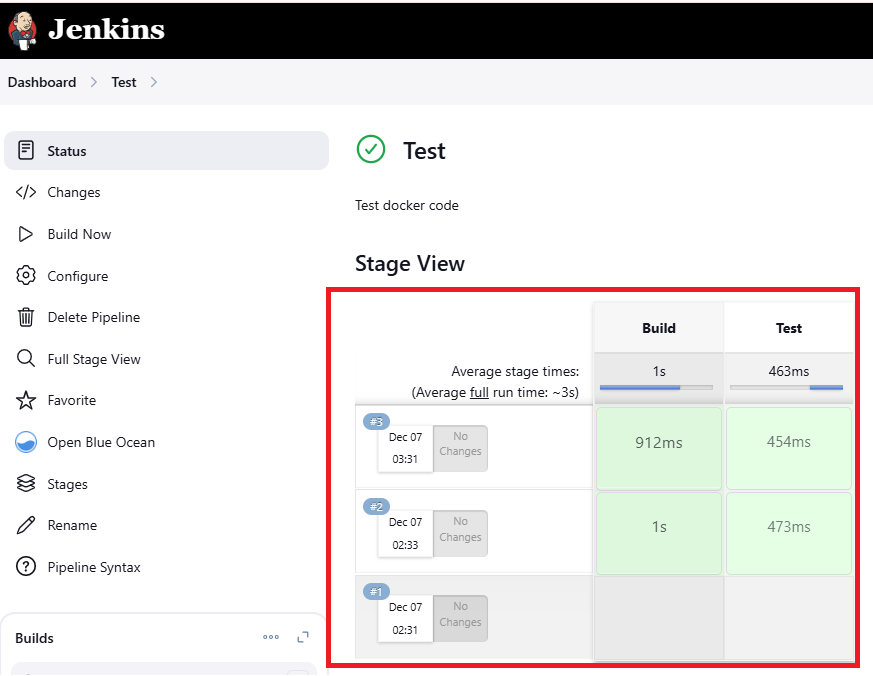 Jenkins
Dashboard
Test
Status
Changes
Build Now
Configure
Delete Pipeline
Full Stage View
Favorite
Open Blue Ocean
Stages
Rename
Pipeline Syntax
Builds
Test
Test docker code
Stage View
Build
Test
Average stage times:
(Average full run time: ~3s)
1s
463ms
#3
Dec 07
03:31
No
Changes
912ms
454ms
#2
Dec 07
02:33
No
Changes
1s
473ms
#1
Dec 07
02:31
No
Changes